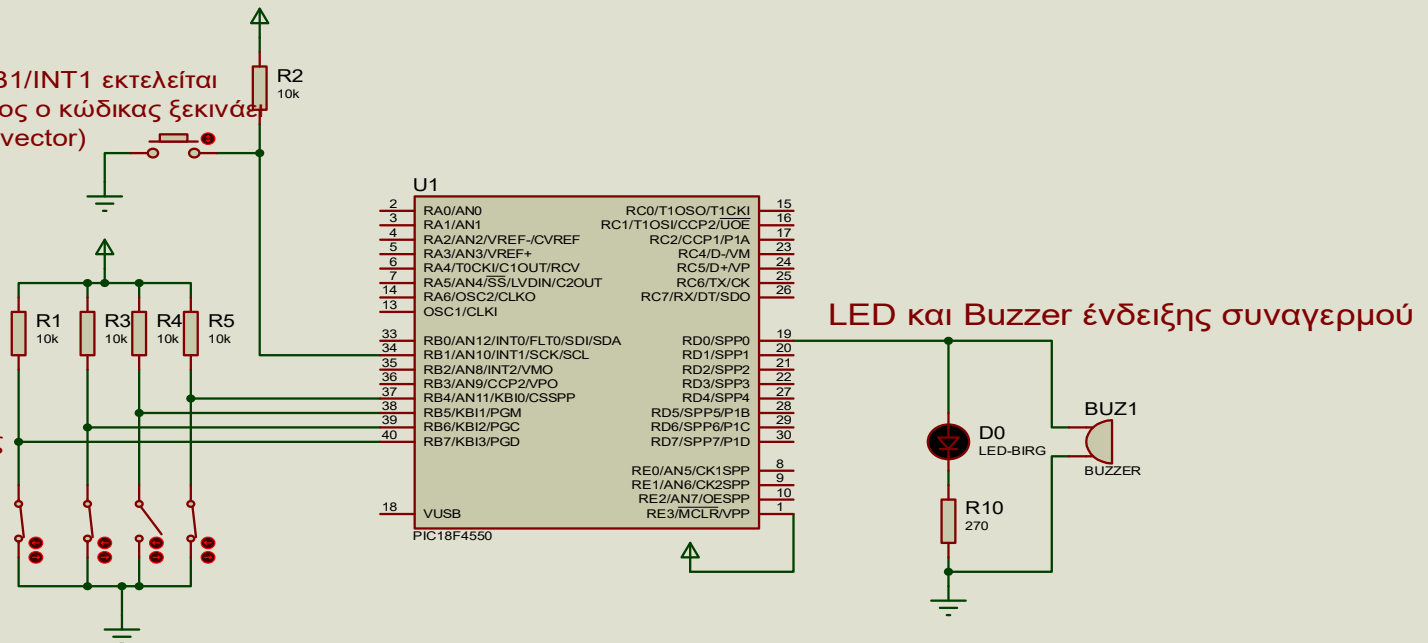 B1/INT1 εκτελείται
ος ο κώδικας ξεκινάει
vector)
R2
10k
U1
2 RA0/AN0
3 RA1/AN1
4 RA2/AN2/VREF-/CVREF
5 RA3/AN3/VREF+
6 RA4/T0CKI/C1OUT/RCV
7 RA5/AN4/SS/LVDIN/C2OUT
14 RA6/OSC2/CLKO
13 OSC1/CLKI
33 RB0/AN12/INT0/FLT0/SDI/SDA
34 RB1/AN10/INT1/SCK/SCL
35 RB2/AN8/INT2/VMO
36 RB3/AN9/CCP2/VPO
37 RB4/AN11/KBI0/CSSPP
38 RB5/KBI1/PGM
39 RB6/KBI2/PGC
40 RB7/KBI3/PGD
18 VUSB
RC0/T1OSO/T1CKI 15
RC1/T1OSI/CCP2/UOE 16
RC2/CCP1/P1A 17
RC4/D-/VM 23
RC5/D+/VP 24
RC6/TX/CK 25
RC7/RX/DT/SDO 26
RD0/SPP0 19
RD1/SPP1 20
RD2/SPP2 21
RD3/SPP3 22
RD4/SPP4 27
RD5/SPP5/P1B 28
RD6/SPP6/P1C 29
RD7/SPP7/P1D 30
RE0/AN5/CK1SPP 8
RE1/AN6/CK2SPP 9
RE2/AN7/OESPP 10
RE3/MCLR/VPP 1
PIC18F4550
R1
10k
R3
10k
R4
10k
R5
10k
ς
LED και Buzzer ένδειξης συναγερμού
D0
LED-BIRG
R10
270
BUZ1
BUZZER